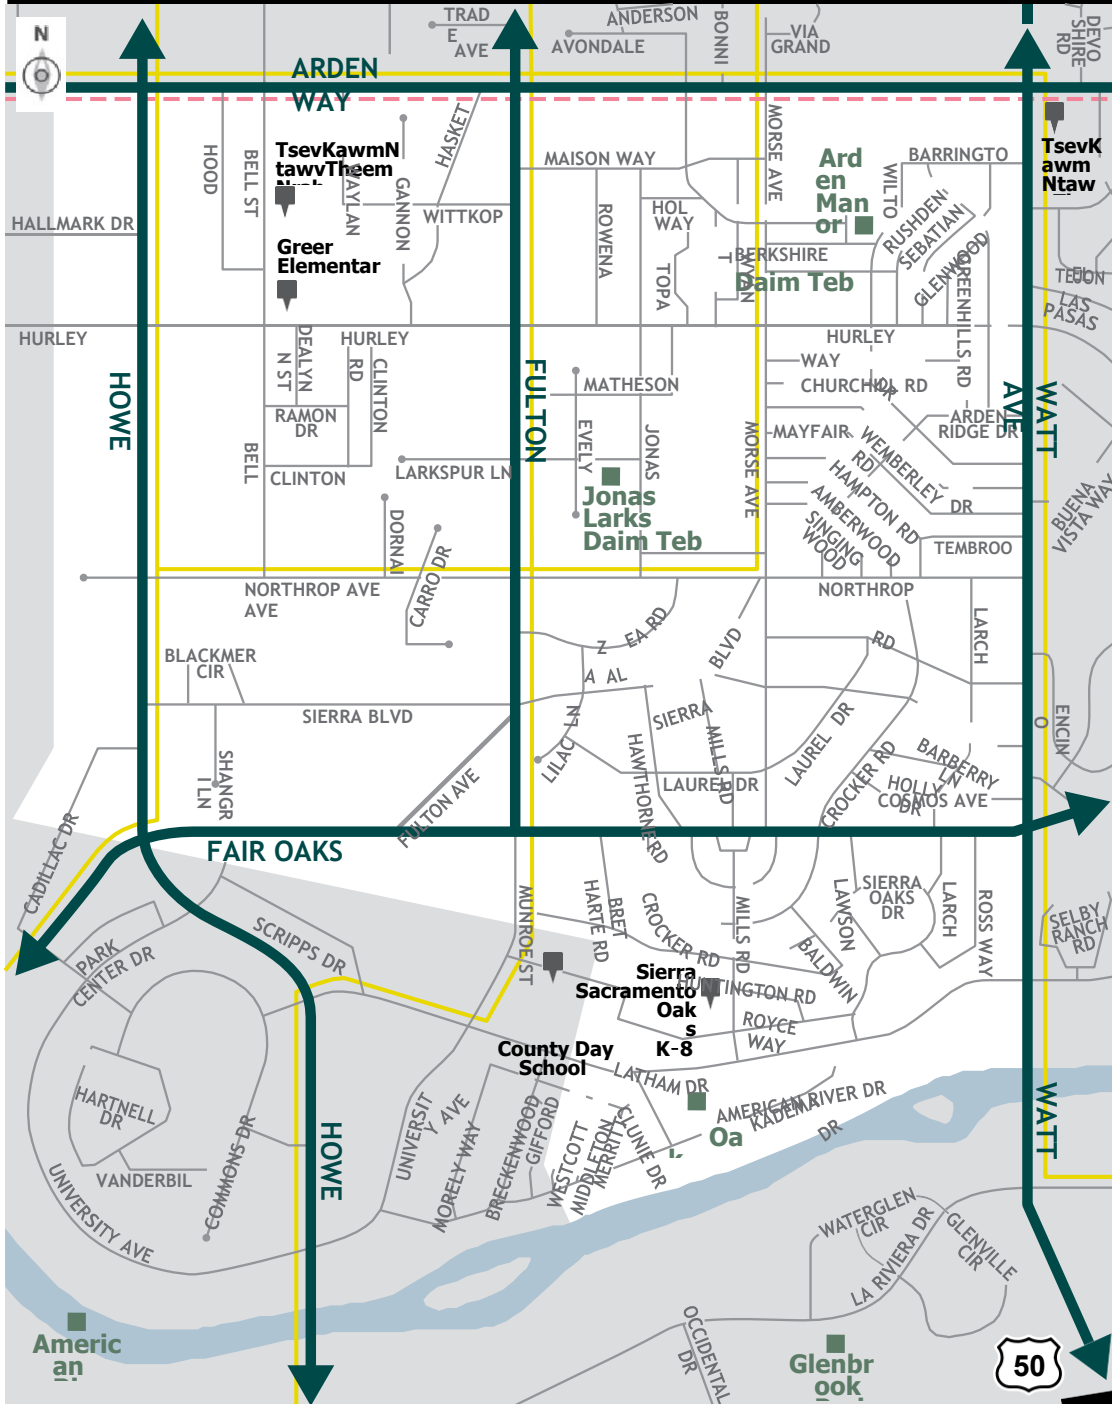 TRAD
E
AVE
ANDERSON
AVONDALE
BONNI
VIA
GRAND
DEVO
SHIRE
RD
N
ARDEN
WAY
HOOD
BELL ST
TsevKawmN
tawvTheem
WAYLAN
GANNON
HASKET
WITTKOP
HALLMARK DR
Greer
Elementar
MAISON WAY
ROWENA
HOL
WAY
TOPA
MORSE AVE
Ard
en
Man
or
WILTO
BARRINGTO
RUSHDEN
SEBATIAN
GLENWOOD
GREENHILLS RD
TsevK
awm
Ntaw
BERKSHIRE
WYAN
T
Daim Teb
TEJON
LAS
PASAS
HURLEY
HURLEY
HURLEY
WAY
HOWE
DEALYN
N ST
RD
CLINTON
RAMON
DR
BELL
CLINTON
LARKSPUR LN
FULTON
MATHESON
EVELY
JONAS
Jonas
Larks
Daim Teb
MORSE AVE
CHURCHILL RD
DR
MAYFAIR
WEMBERLEY
RD
DR
HAMPTON RD
AMBERWOOD
SINGING
WOOD
ARDEN
RIDGE DR
TEMBROO
WATT
AVE
BUENA
VISTA WAY
DORNAI
CARRO DR
NORTHROP AVE
AVE
NORTHROP
BLACKMER
CIR
SIERRA BLVD
Z
EA RD
A AL
BLVD
RD
LARCH
ENCIN
O
SHANGR
I LN
LILAC
LN
SIERRA
HAWTHORNE
RD
MILLS RD
LAUREL DR
LAUREL DR
CROCKER RD
BARBERRY
LN
HOLLY
DR
COSMOS AVE
FULTON AVE
CADILLAC DR
FAIR OAKS
PARK
CENTER DR
SCRIPPS DR
MUNROE ST
HARTE RD
BRET
CROCKER RD
MILLS RD
LAWSON
BALDWIN
SIERRA
OAKS
DR
LARCH
ROSS WAY
SELBY
RANCH
RD
Sierra
Sacramento
Oak
s
K-8
HUNTINGTON RD
ROYCE
WAY
County Day
School
LATHAM DR
AMERICAN RIVER DR
KADEMA
DR
Oa
HARTNELL
DR
VANDERBIL
COMMONS DR
UNIVERSITY AVE
HOWE
UNIVERSIT
Y AVE
MORELY WAY
BRECKENWOOD
GIFFORD
WESTCOTT
MIDDLETON
MERRITY
CLUNIE DR
WATT
WATERGLEN
CIR
LA RIVIERA DR
GLENVILLE
CIR
OCCIDENTAL
DR
Americ
an
Glenbr
ook
50